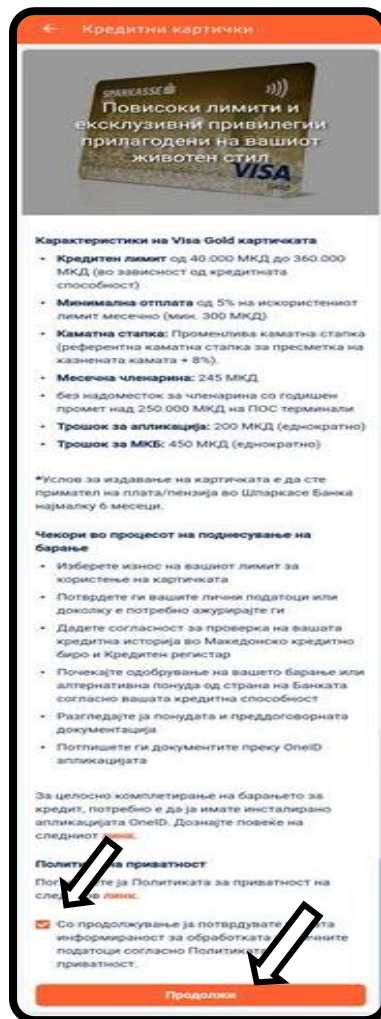 Кредитни картички
SPARKASSE
Повисоки лимити и
ексклузивни привилегии
прилагодени на вашиот
животен стил
VISA
Gold
Карактеристики на Visa Gold картичката
• Кредитен лимит од 40.000 МКД до 360.000
МКД (во зависност од кредитната
способност)
• Минимална отплата од 5% на искористениот
лимит месечно (мин. 300 МКД)
• Каматна стапка: Променлива каматна стапка
(референтна каматна стапка за пресметка на
казнената камата + 8%).
• Месечна членарина: 245 МКД
• без надоместок за членарина со годишен
промет над 250.000 МКД на ПОС терминали
• Трошок за апликација: 200 МКД (еднократно)
• Трошок за МКБ: 450 МКД (еднократно)
*Услов за издавање на картичката е да сте
примател на плата/пензија во Шпаркасе Банка
најмалку 6 месеци.
Чекори во процесот на поднесување на
барање
• Изберете износ на вашиот лимит за
користење на картичката
• Потврдете ги вашите лични податоци или
доколку е потребно ажурирајте ги
• Дадете согласност за проверка на вашата
кредитна историја во Македонско кредитно
биро и Кредитен регистар
• Почекајте одобрување на вашето барање или
алтернативна понуда од страна на Банката
согласно вашата кредитна способност
• Разгледајте ја понудата и преддоговорната
документација
• Потпишете ги документите преку OneID
апликацијата
За целосно комплетирање на барањето за
кредит, потребно е да ја имате инсталирано
апликацијата OneID. Дознајте повеќе на
следниот линк.
приватност
ја Политиката за приватност на
линк.
Со продолжување ја потврдувате
информираност за обработката
податоци согласно
приватност.
Продолжи